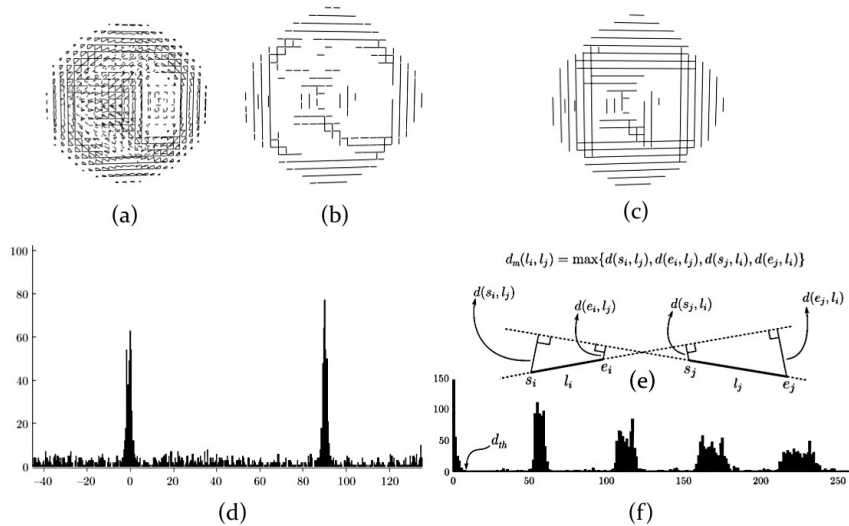 (a)
(b)
(c)
100
80
60
40
20
0
−40 −20 0 20 40 60 80 100 120
(d)
d_m(l_i, l_j) = max{d(s_i, l_j), d(e_i, l_j), d(s_j, l_i), d(e_j, l_i)}
d(s_i, l_j)
d(e_i, l_j)
d(s_j, l_i)
d(e_j, l_i)
s_i l_i e_i (e) s_j l_j e_j
150
100
50
0
d_th
0 50 100 150 200 250
(f)